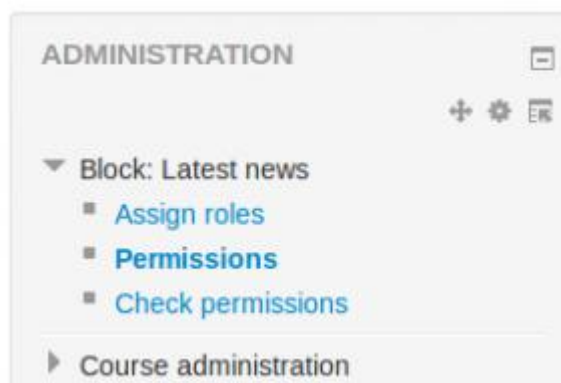 ADMINISTRATION
Block: Latest news
Assign roles
Permissions
Check permissions
Course administration